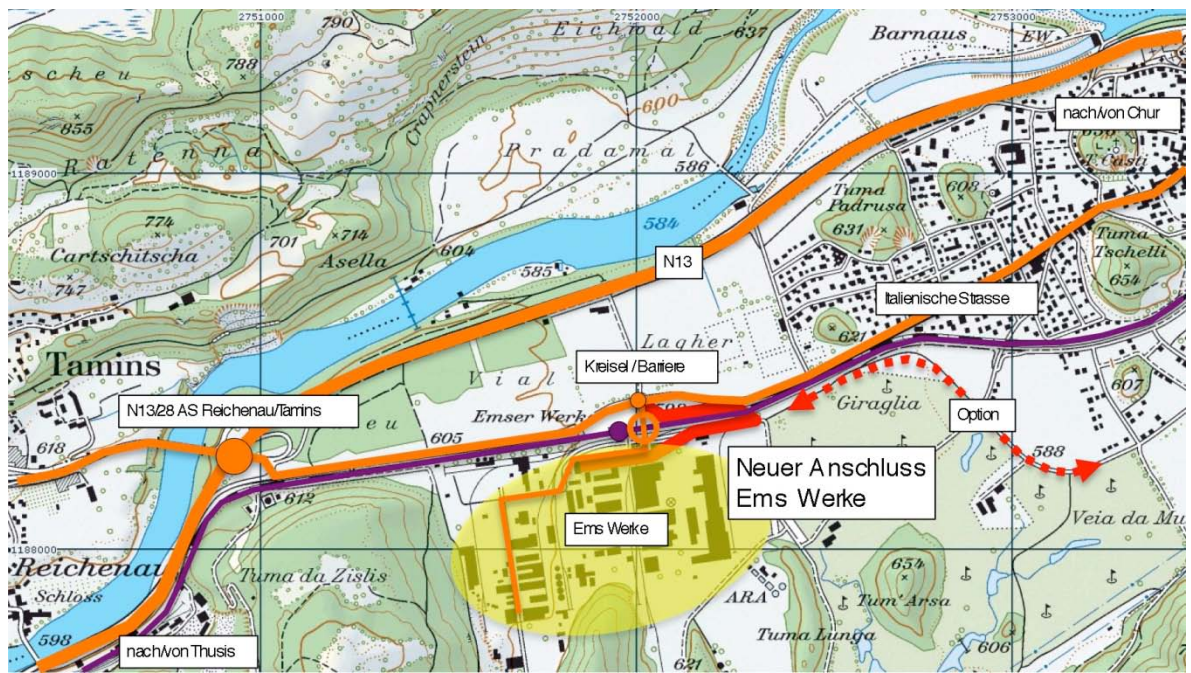 2751000
2752000
2753000
790
Eichwald
637
Barnaus
EW
788
Crapnerstein
600
nach/von Chur
855
Ratenna
Pradamal
586
1189000
Tuma
Padrusa
603
774
701
714
584
631
Tuma
Tschelli
Cartschitscha
Asella
604
N13
654
747
585
Italienische Strasse
Lagher
621
Tamins
Kreisel / Barriere
Vial
607
N13/28 AS Reichenau/Tamins
Emser Werke
Giraglia
Option
618
605
588
Neuer Anschluss
Ems Werke
612
Ems Werke
Veia da Mu
1188000
Reichenau
Tuma da Zislis
654
Schloss
ARA
Tum' Arsa
598
nach/von Thusis
Tuma Lunga
606
621